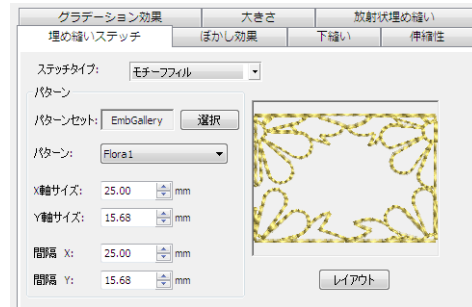 グラデーション効果 大きさ 放射状埋め縫い
埋め縫いステッチ ぼかし効果 下縫い 伸縮性
ステッチタイプ: モチーフフィル
パターン
パターンセット: EmbGallery 選択
パターン: Flora1
X軸サイズ: 25.00 mm
Y軸サイズ: 15.68 mm
間隔 X: 25.00 mm
間隔 Y: 15.68 mm
レイアウト